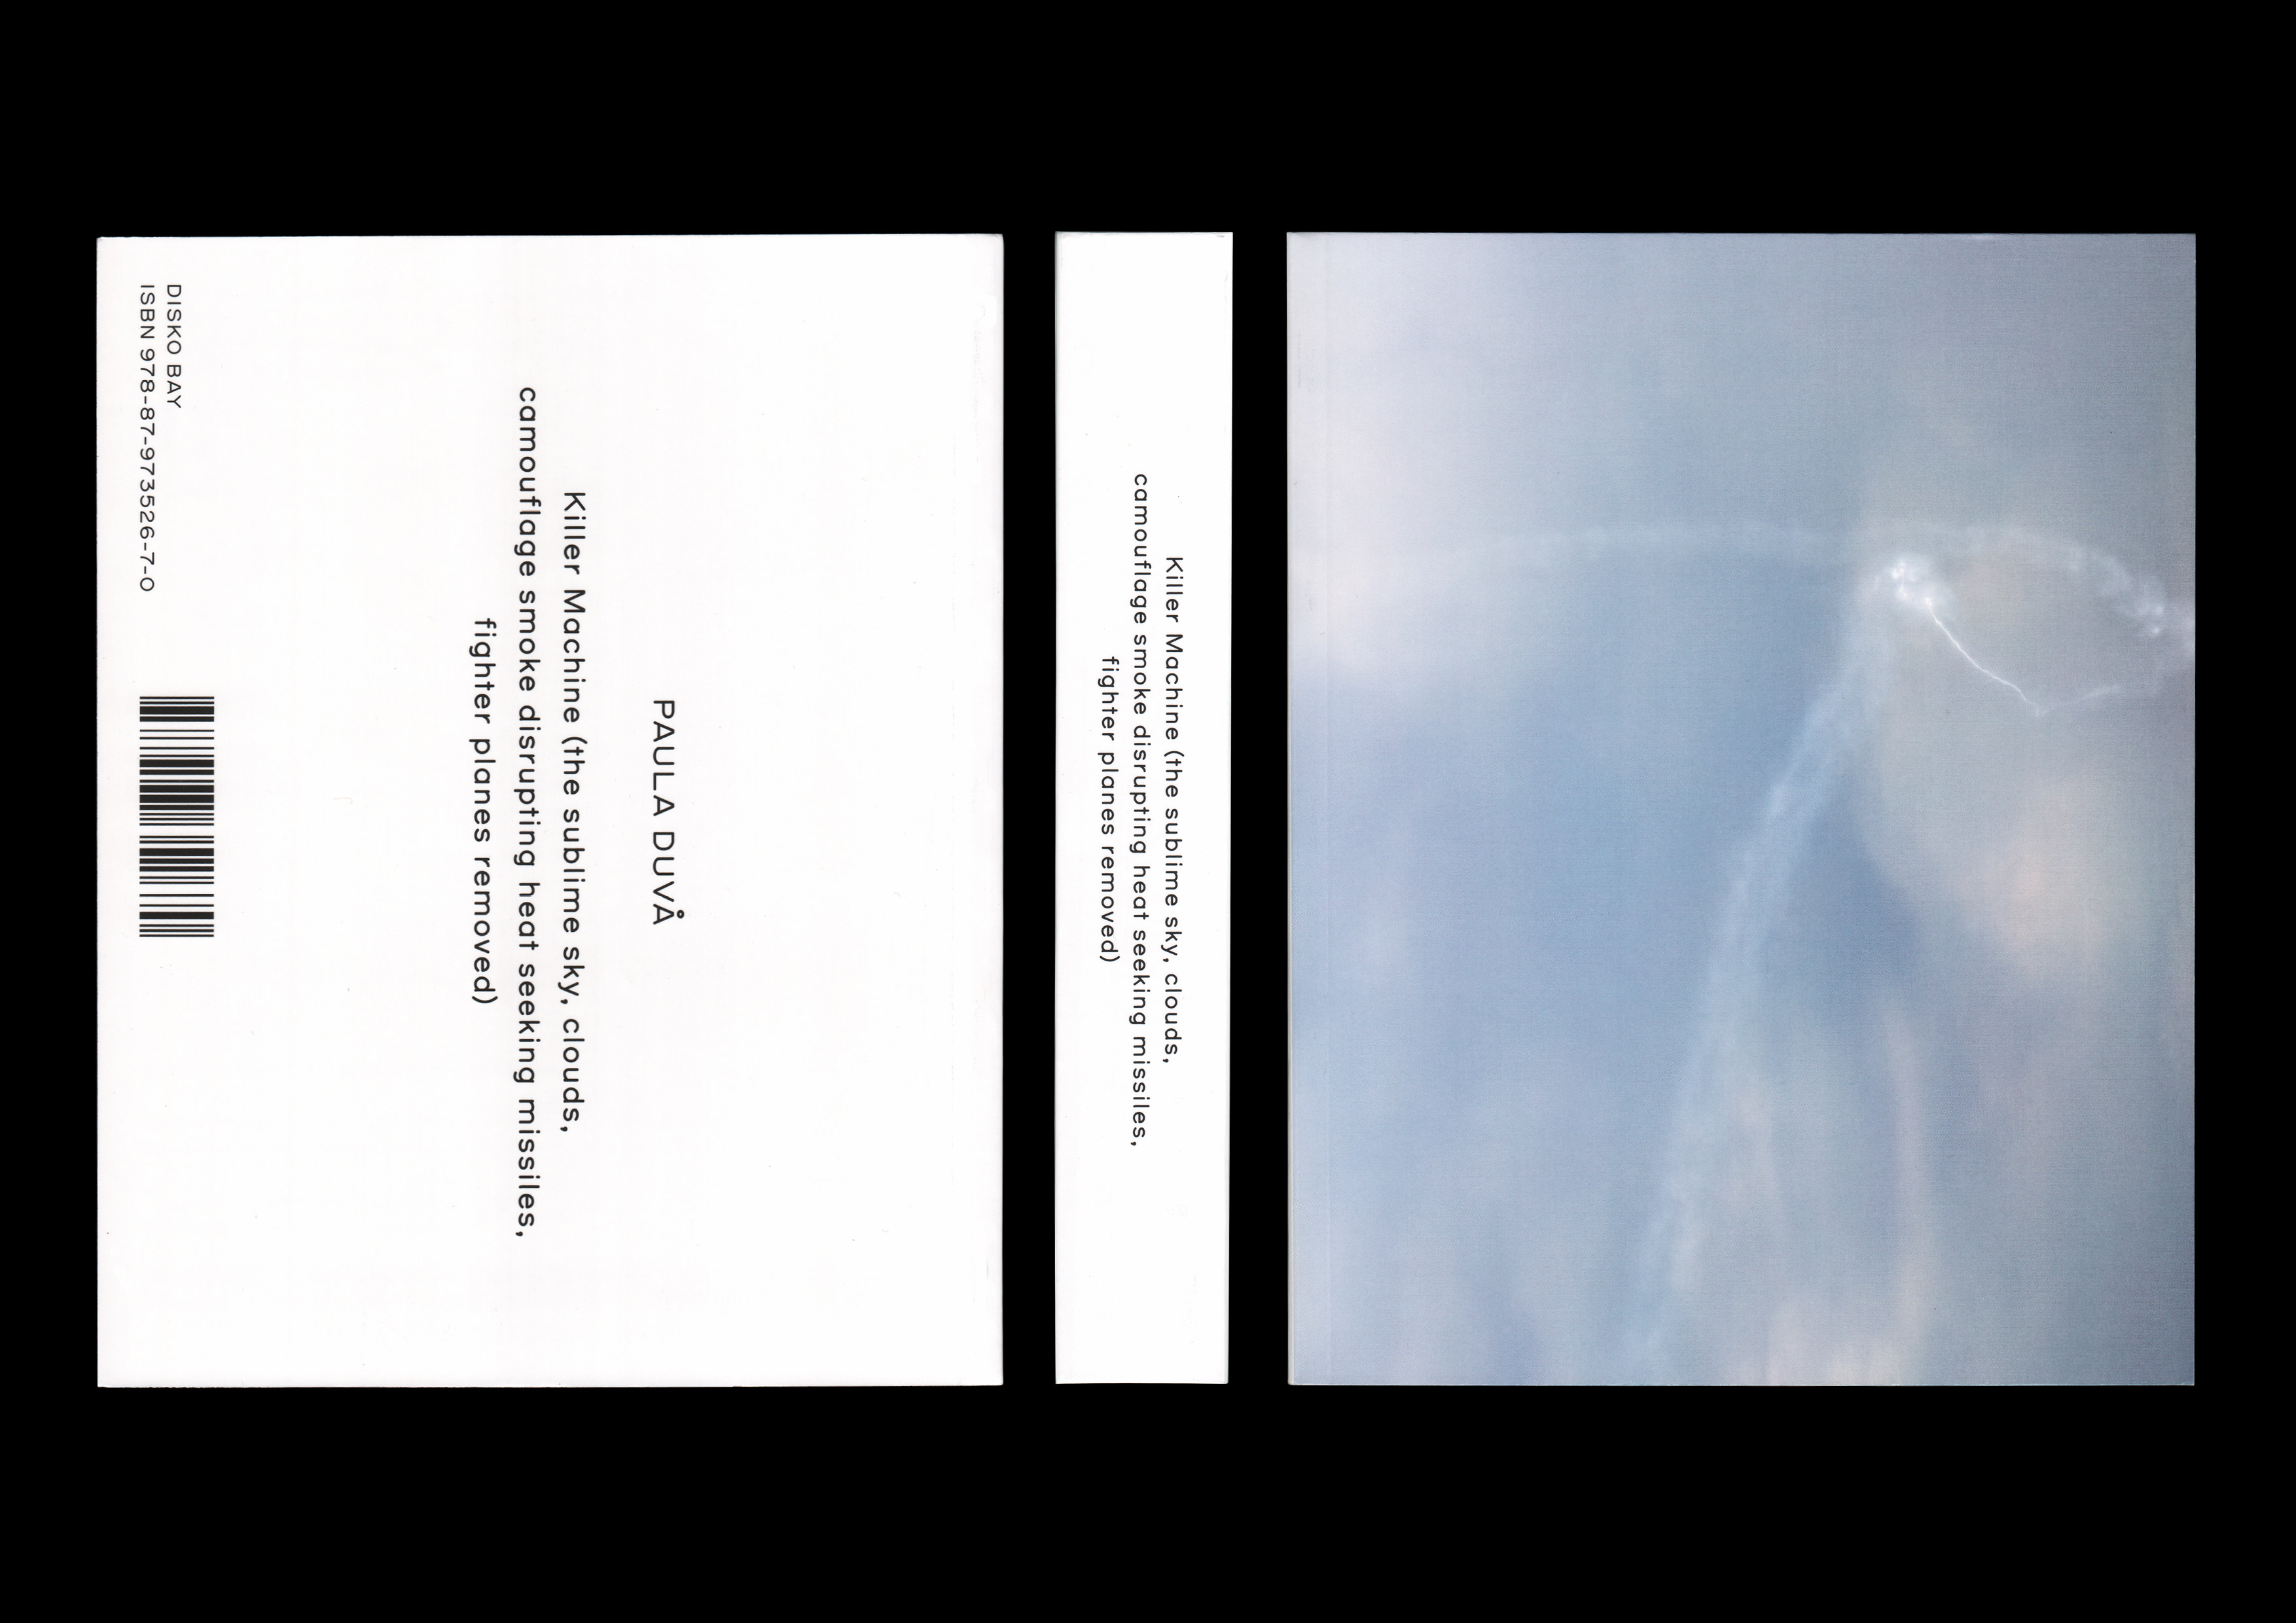 PAULA DUVÅ
Killer Machine (the sublime sky, clouds,
camouflage smoke disrupting heat seeking missiles,
fighter planes removed)
DISKO BAY
ISBN 978-87-973526-7-0
Killer Machine (the sublime sky, clouds,
camouflage smoke disrupting heat seeking missiles,
fighter planes removed)